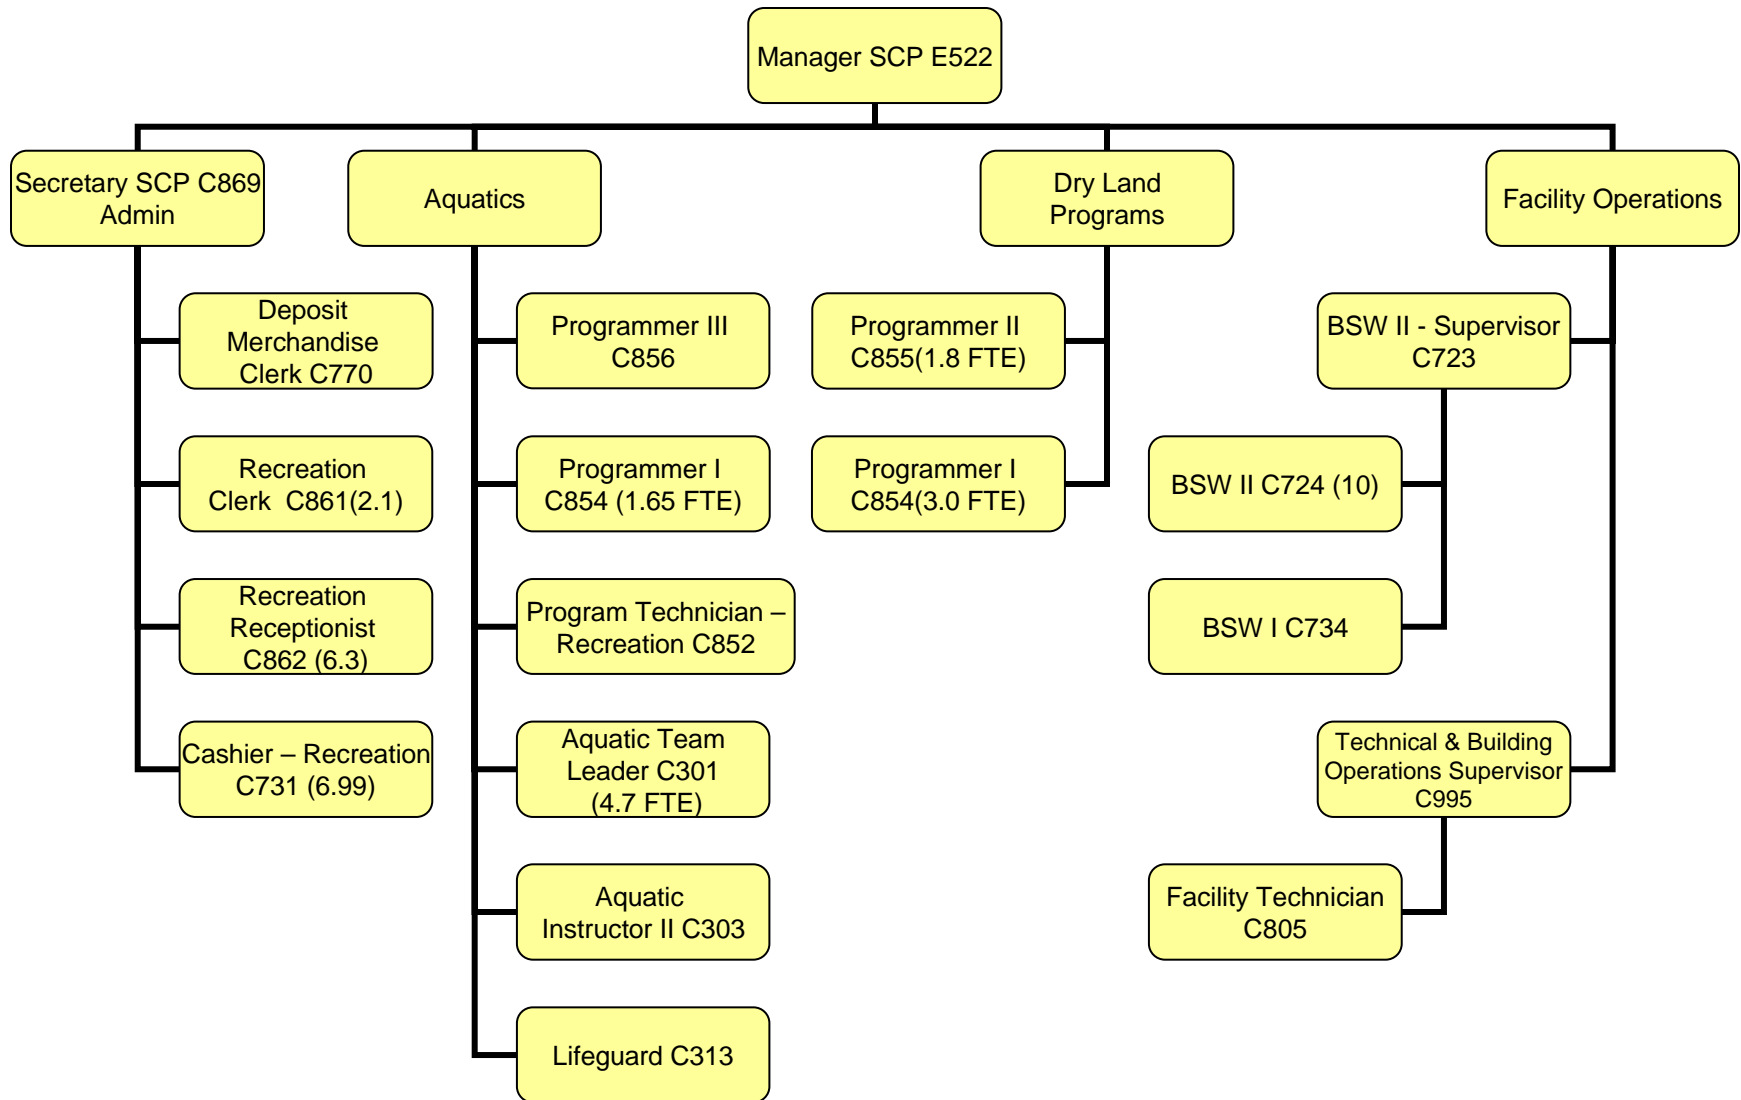 Manager SCP E522
Secretary SCP C869
Admin
Aquatics
Dry Land
Programs
Facility Operations
Deposit
Merchandise
Clerk C770
Programmer III
C856
Programmer II
C855(1.8 FTE)
BSW II - Supervisor
C723
Recreation
Clerk  C861(2.1)
Programmer I
C854 (1.65 FTE)
Programmer I
C854(3.0 FTE)
BSW II C724 (10)
Recreation
Receptionist
C862 (6.3)
Program Technician –
Recreation C852
BSW I C734
Cashier – Recreation
C731 (6.99)
Aquatic Team
Leader C301
(4.7 FTE)
Technical & Building
Operations Supervisor
C995
Aquatic
Instructor II C303
Facility Technician
C805
Lifeguard C313